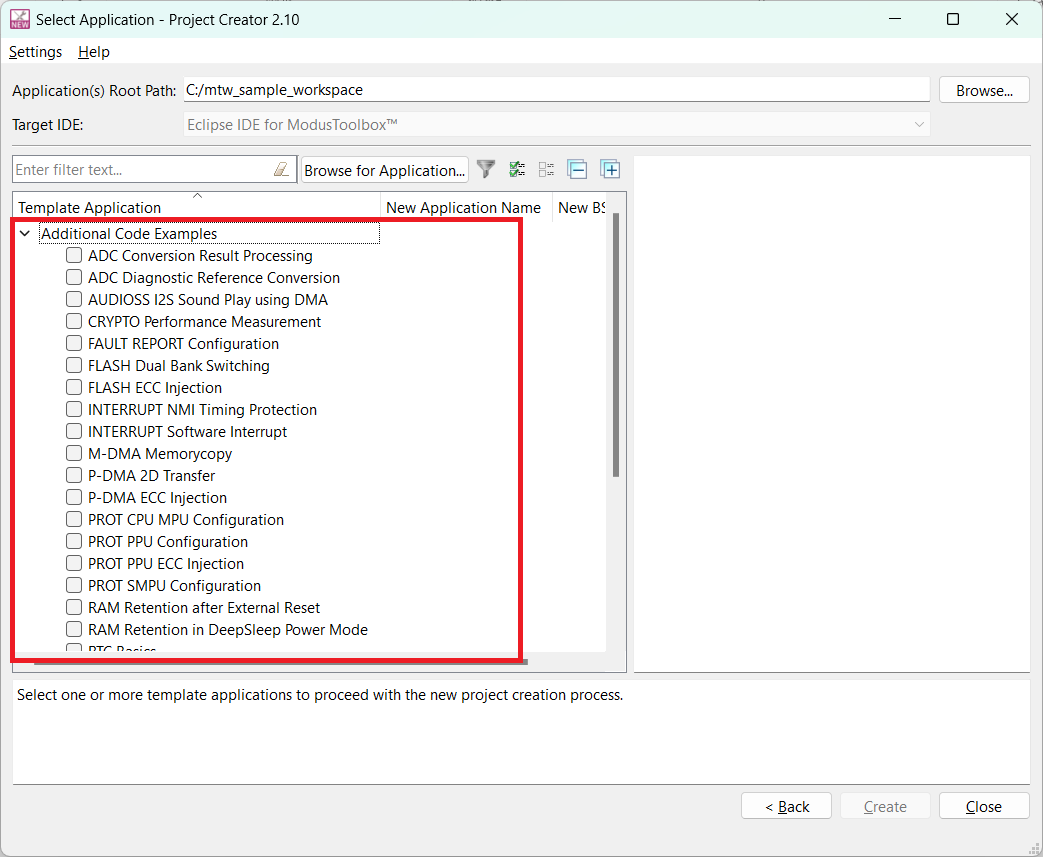 NEW
Select Application - Project Creator 2.10
Settings Help
Application(s) Root Path: C:/mtw_sample_workspace Browse...
Target IDE: Eclipse IDE for ModusToolbox™
Enter filter text... Browse for Application...
Template Application New Application Name New BS
Additional Code Examples
ADC Conversion Result Processing
ADC Diagnostic Reference Conversion
AUDIOSS I2S Sound Play using DMA
CRYPTO Performance Measurement
FAULT REPORT Configuration
FLASH Dual Bank Switching
FLASH ECC Injection
INTERRUPT NMI Timing Protection
INTERRUPT Software Interrupt
M-DMA Memorycopy
P-DMA 2D Transfer
P-DMA ECC Injection
PROT CPU MPU Configuration
PROT PPU Configuration
PROT PPU ECC Injection
PROT SMPU Configuration
RAM Retention after External Reset
RAM Retention in DeepSleep Power Mode
RTC Basics
Select one or more template applications to proceed with the new project creation process.
< Back Create Close